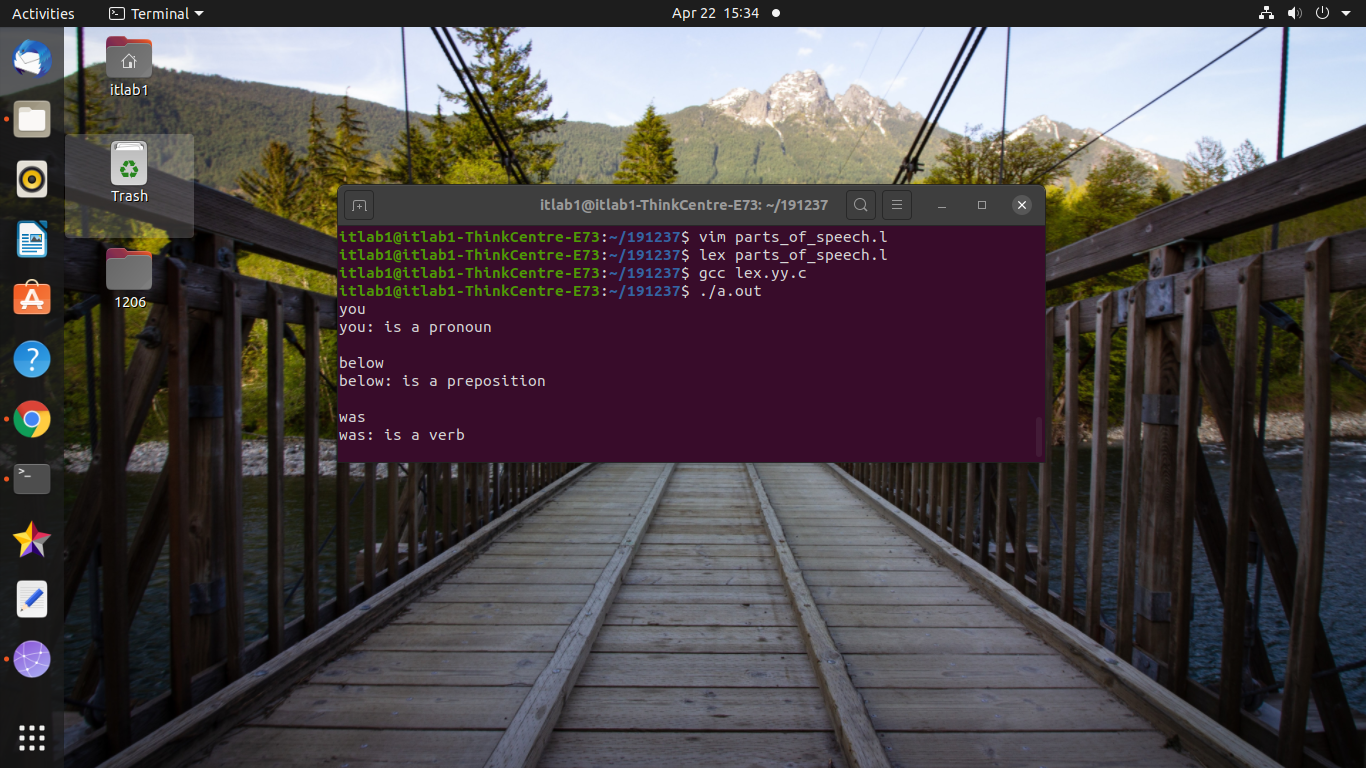 Activities
Terminal
Apr 22 15:34
itlab1
Trash
1206
itlab1@itlab1-ThinkCentre-E73: ~/191237
itlab1@itlab1-ThinkCentre-E73:~/191237$ vim parts_of_speech.l
itlab1@itlab1-ThinkCentre-E73:~/191237$ lex parts_of_speech.l
itlab1@itlab1-ThinkCentre-E73:~/191237$ gcc lex.yy.c
itlab1@itlab1-ThinkCentre-E73:~/191237$ ./a.out
you
you: is a pronoun
below
below: is a preposition
was
was: is a verb